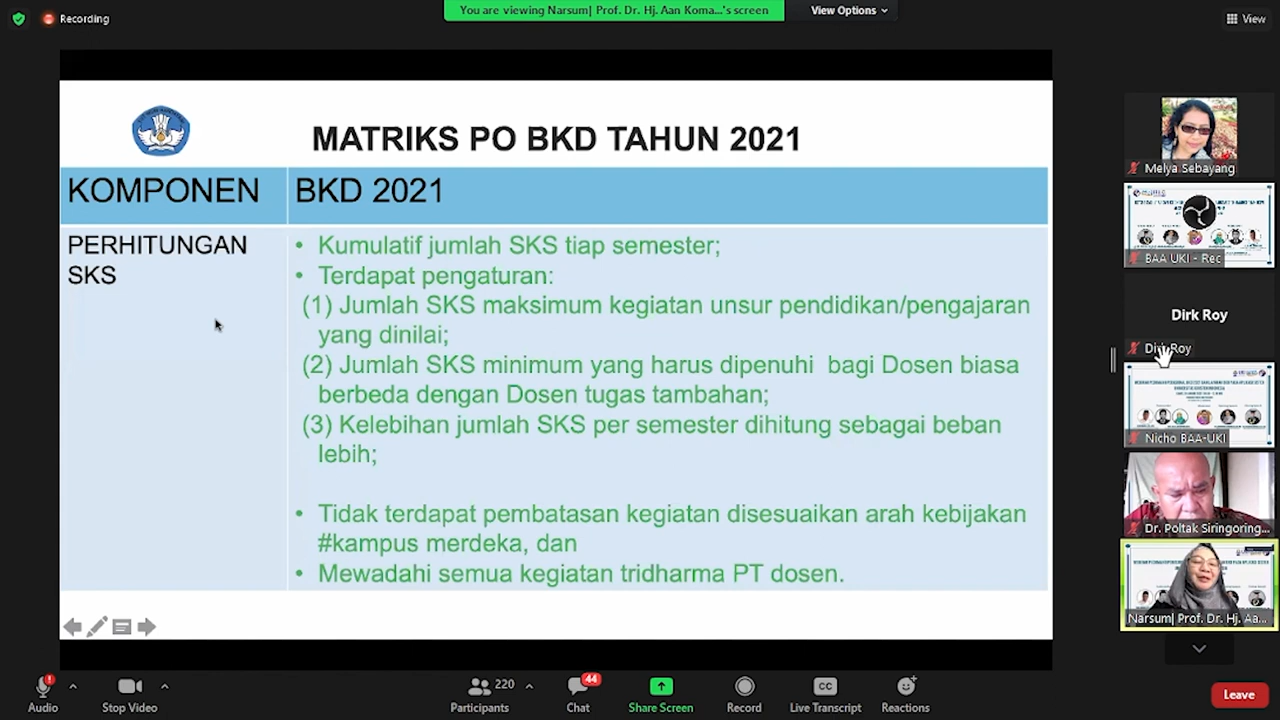 Recording
You are viewing Narsum| Prof. Dr. Hj. Aan Koma...'s screen
View Options
View
MATRIKS PO BKD TAHUN 2021
KOMPONEN
BKD 2021
PERHITUNGAN
SKS
• Kumulatif jumlah SKS tiap semester;
• Terdapat pengaturan:
(1) Jumlah SKS maksimum kegiatan unsur pendidikan/pengajaran
yang dinilai;
(2) Jumlah SKS minimum yang harus dipenuhi bagi Dosen biasa
berbeda dengan Dosen tugas tambahan;
(3) Kelebihan jumlah SKS per semester dihitung sebagai beban
lebih;
• Tidak terdapat pembatasan kegiatan disesuaikan arah kebijakan
#kampus merdeka, dan
• Mewadahi semua kegiatan tridharma PT dosen.
Melya Sebayang
BAA UKI - Rec
Dirk Roy
Dirk Roy
Nicho BAA-UKI
Dr. Poltak Siringoring...
Narsum| Prof. Dr. Hj. Aa...
Audio
Stop Video
220
Participants
44
Chat
Share Screen
Record
CC
Live Transcript
Reactions
Leave